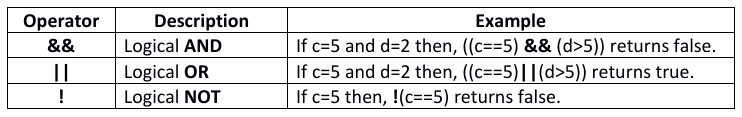 Operator Description Example
&& Logical AND If c=5 and d=2 then, ((c==5) && (d>5)) returns false.
|| Logical OR If c=5 and d=2 then, ((c==5)||(d>5)) returns true.
! Logical NOT If c=5 then, !(c==5) returns false.